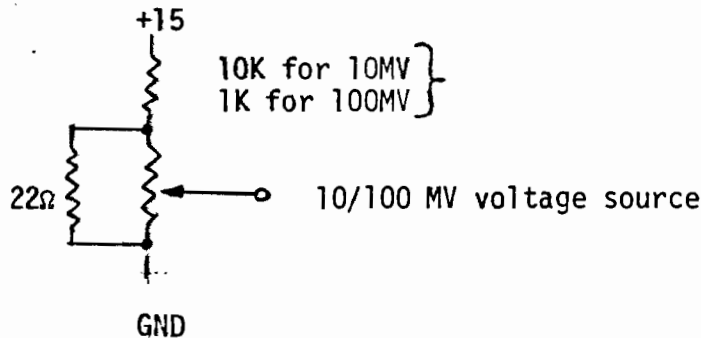 +15
10K for 10MV
1K for 100MV
22Ω
10/100 MV voltage source
GND